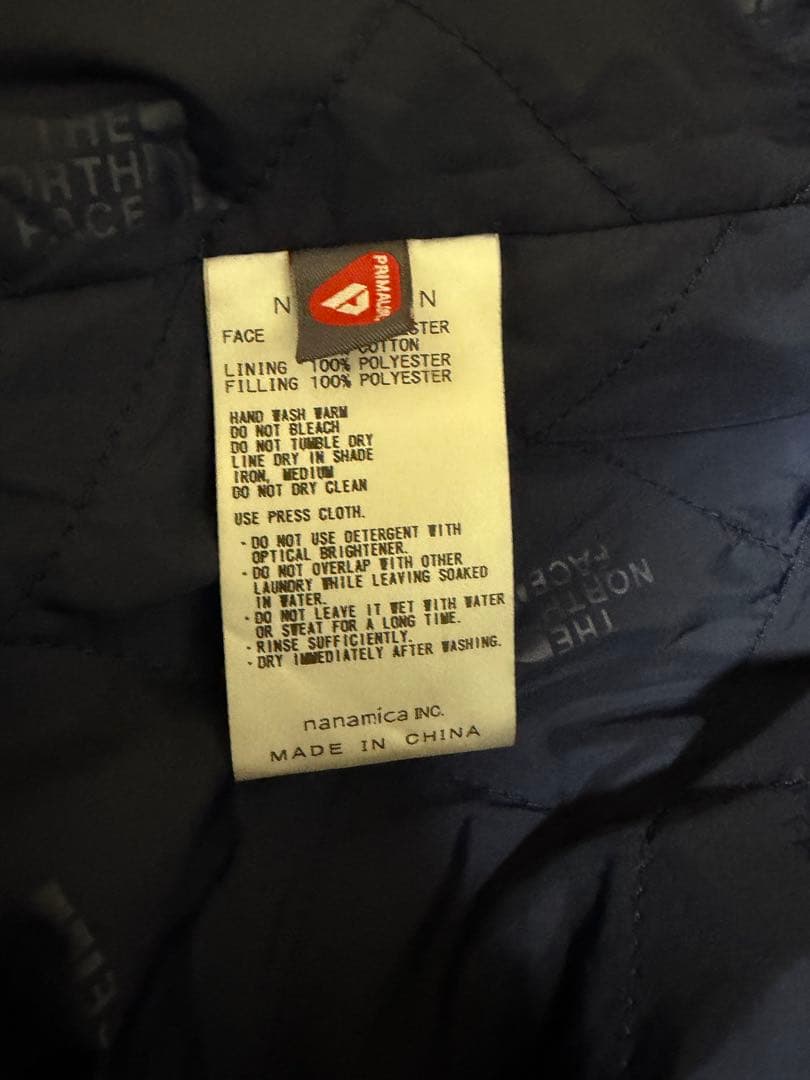 THE
NORTH
FACE
PRIMALOFT
N N
FACE
COTTON
LINING 100% POLYESTER
FILLING 100% POLYESTER
HAND WASH WARM
DO NOT BLEACH
DO NOT TUMBLE DRY
LINE DRY IN SHADE
IRON, MEDIUM
DO NOT DRY CLEAN
USE PRESS CLOTH.
・DO NOT USE DETERGENT WITH
OPTICAL BRIGHTENER.
・DO NOT OVERLAP WITH OTHER
LAUNDRY WHILE LEAVING SOAKED
IN WATER.
・DO NOT LEAVE IT WET WITH WATER
OR SWEAT FOR A LONG TIME.
・RINSE SUFFICIENTLY.
・DRY IMMEDIATELY AFTER WASHING.
nanamica INC.
MADE IN CHINA
THE
NORTH
FACE